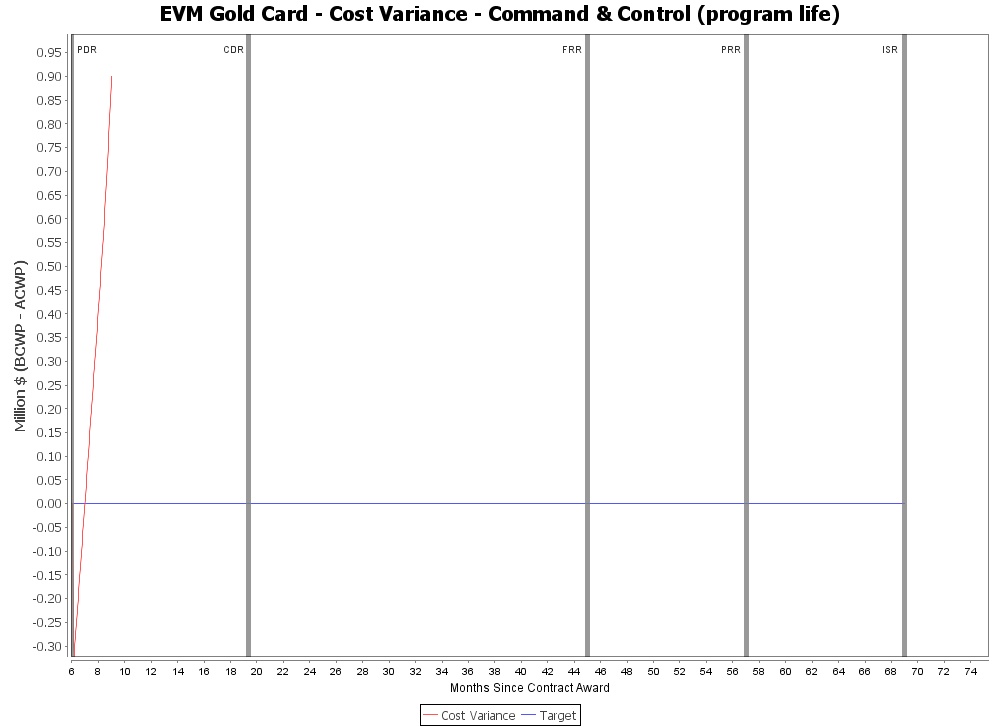 EVM Gold Card - Cost Variance - Command & Control (program life)
PDR
CDR
FRR
PRR
ISR
0.95
0.90
0.85
0.80
0.75
0.70
0.65
0.60
0.55
0.50
0.45
0.40
0.35
0.30
0.25
0.20
0.15
0.10
0.05
0.00
-0.05
-0.10
-0.15
-0.20
-0.25
-0.30
Million $ (BCWP - ACWP)
6 8 10 12 14 16 18 20 22 24 26 28 30 32 34 36 38 40 42 44 46 48 50 52 54 56 58 60 62 64 66 68 70 72 74
Months Since Contract Award
Cost Variance Target